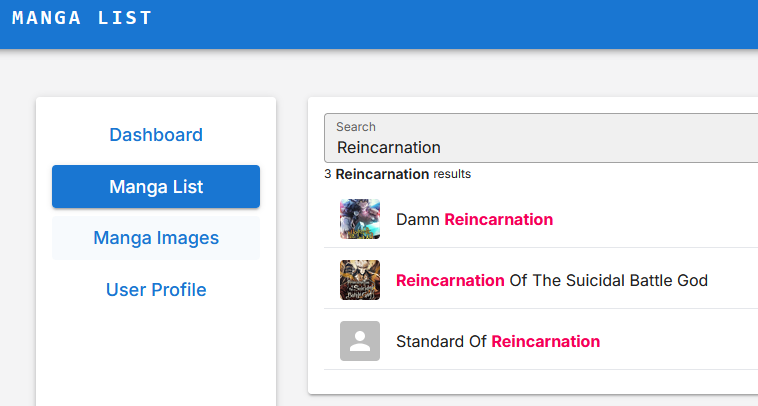 MANGA LIST
Dashboard
Manga List
Manga Images
User Profile
Search
Reincarnation
3 Reincarnation results
Damn Reincarnation
Reincarnation Of The Suicidal Battle God
Standard Of Reincarnation